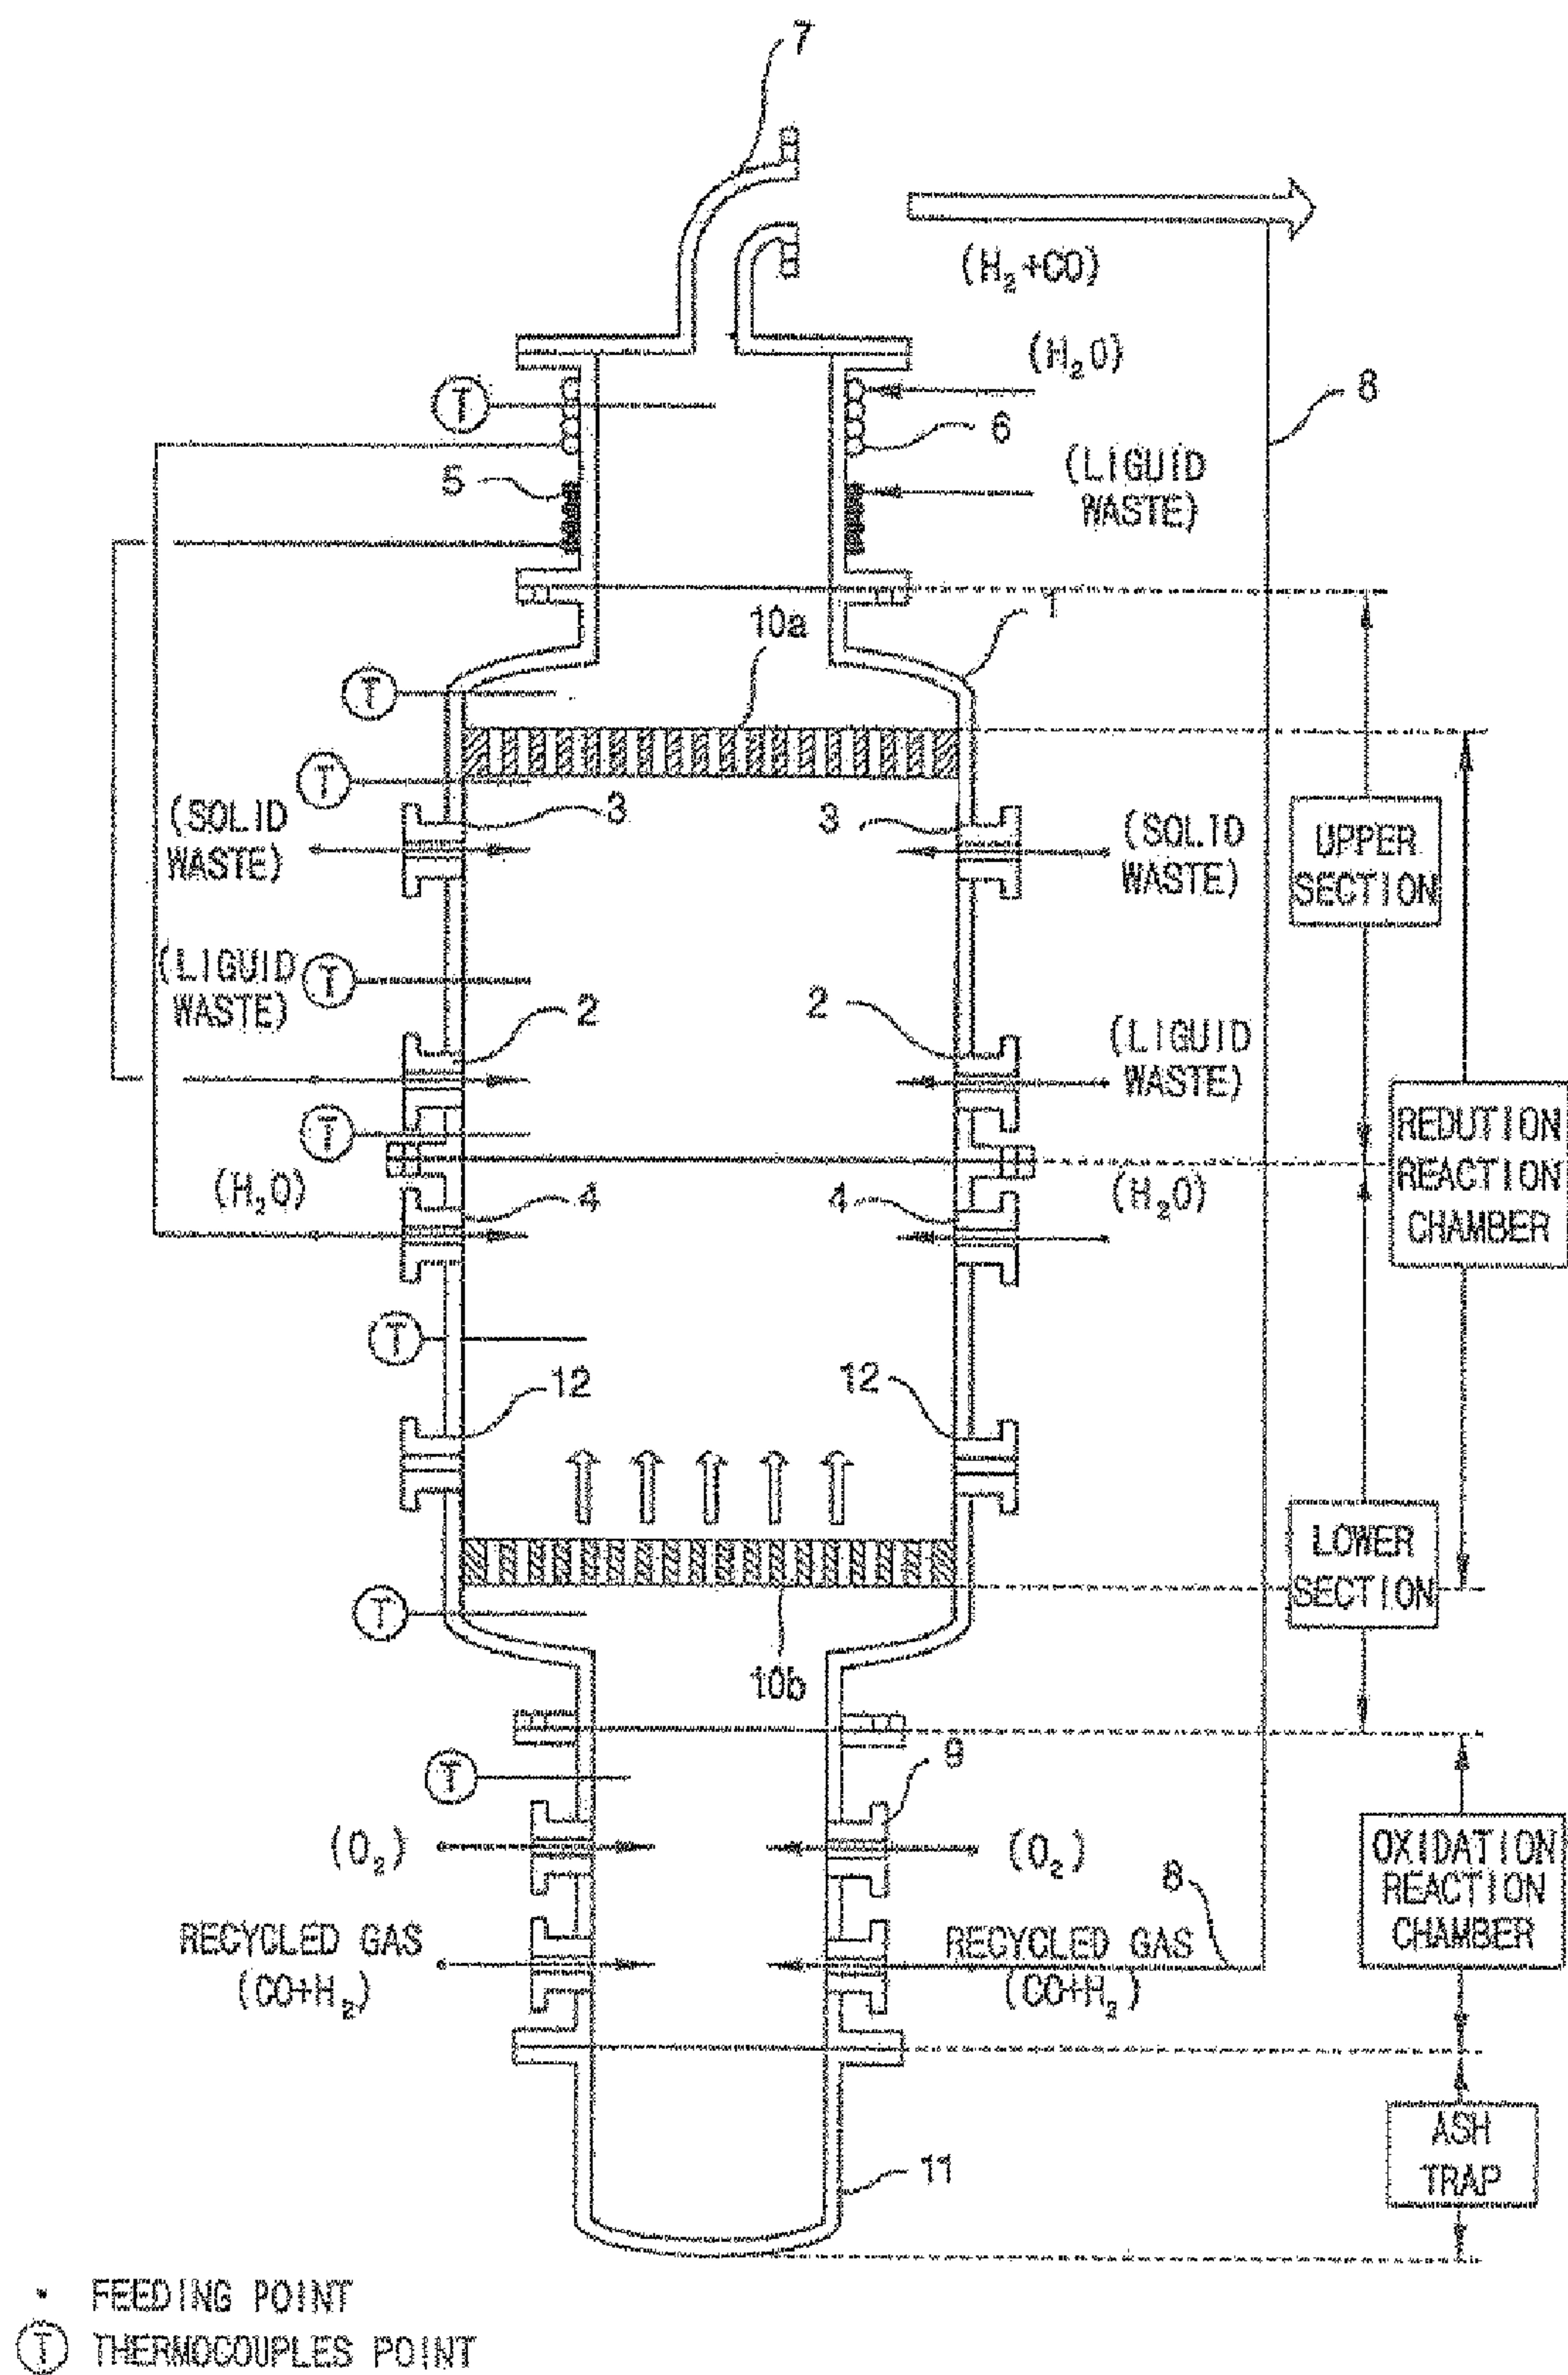 7
(H2+CO)
(H2O)
T
8
6
5
(LIGUID
WASTE)
1
10a
T
T
3
3
(SOLID
WASTE)
(SOLID
WASTE)
UPPER
SECTION
(LIGUID
WASTE)
T
2
2
(LIGUID
WASTE)
T
REDUTION
REACTION
CHAMBER
(H2O)
4
4
(H2O)
T
12
12
LOWER
SECTION
T
10b
9
T
(O2)
(O2)
OXIDATION
REACTION
CHAMBER
8
RECYCLED GAS
(CO+H2)
RECYCLED GAS
(CO+H2)
ASH
TRAP
11
• FEEDING POINT
T THERMOCOUPLES POINT